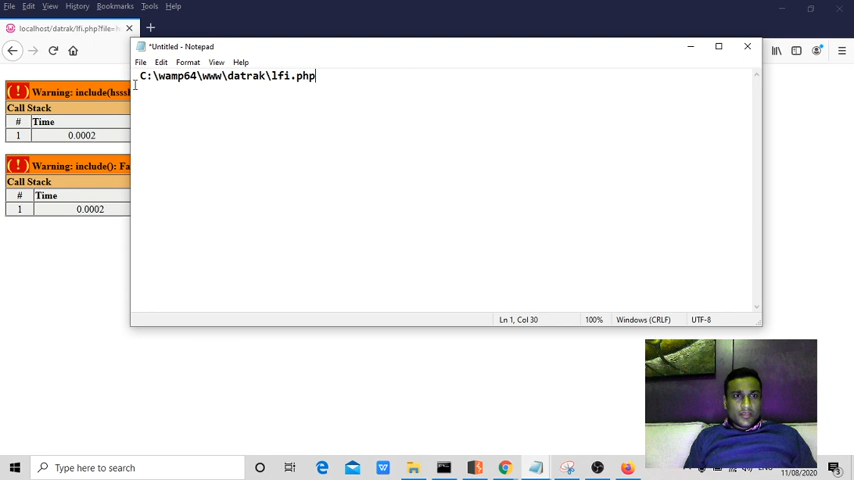 File Edit View History Bookmarks Tools Help
localhost/datrak/lfi.php?file=h
*Untitled - Notepad
File Edit Format View Help
C:\wamp64\www\datrak\lfi.php
( ! ) Warning: include(hsss
Call Stack
# Time
1 0.0002
( ! ) Warning: include(): Fa
Call Stack
# Time
1 0.0002
Ln 1, Col 30 100% Windows (CRLF) UTF-8
Type here to search
11/08/2020
3